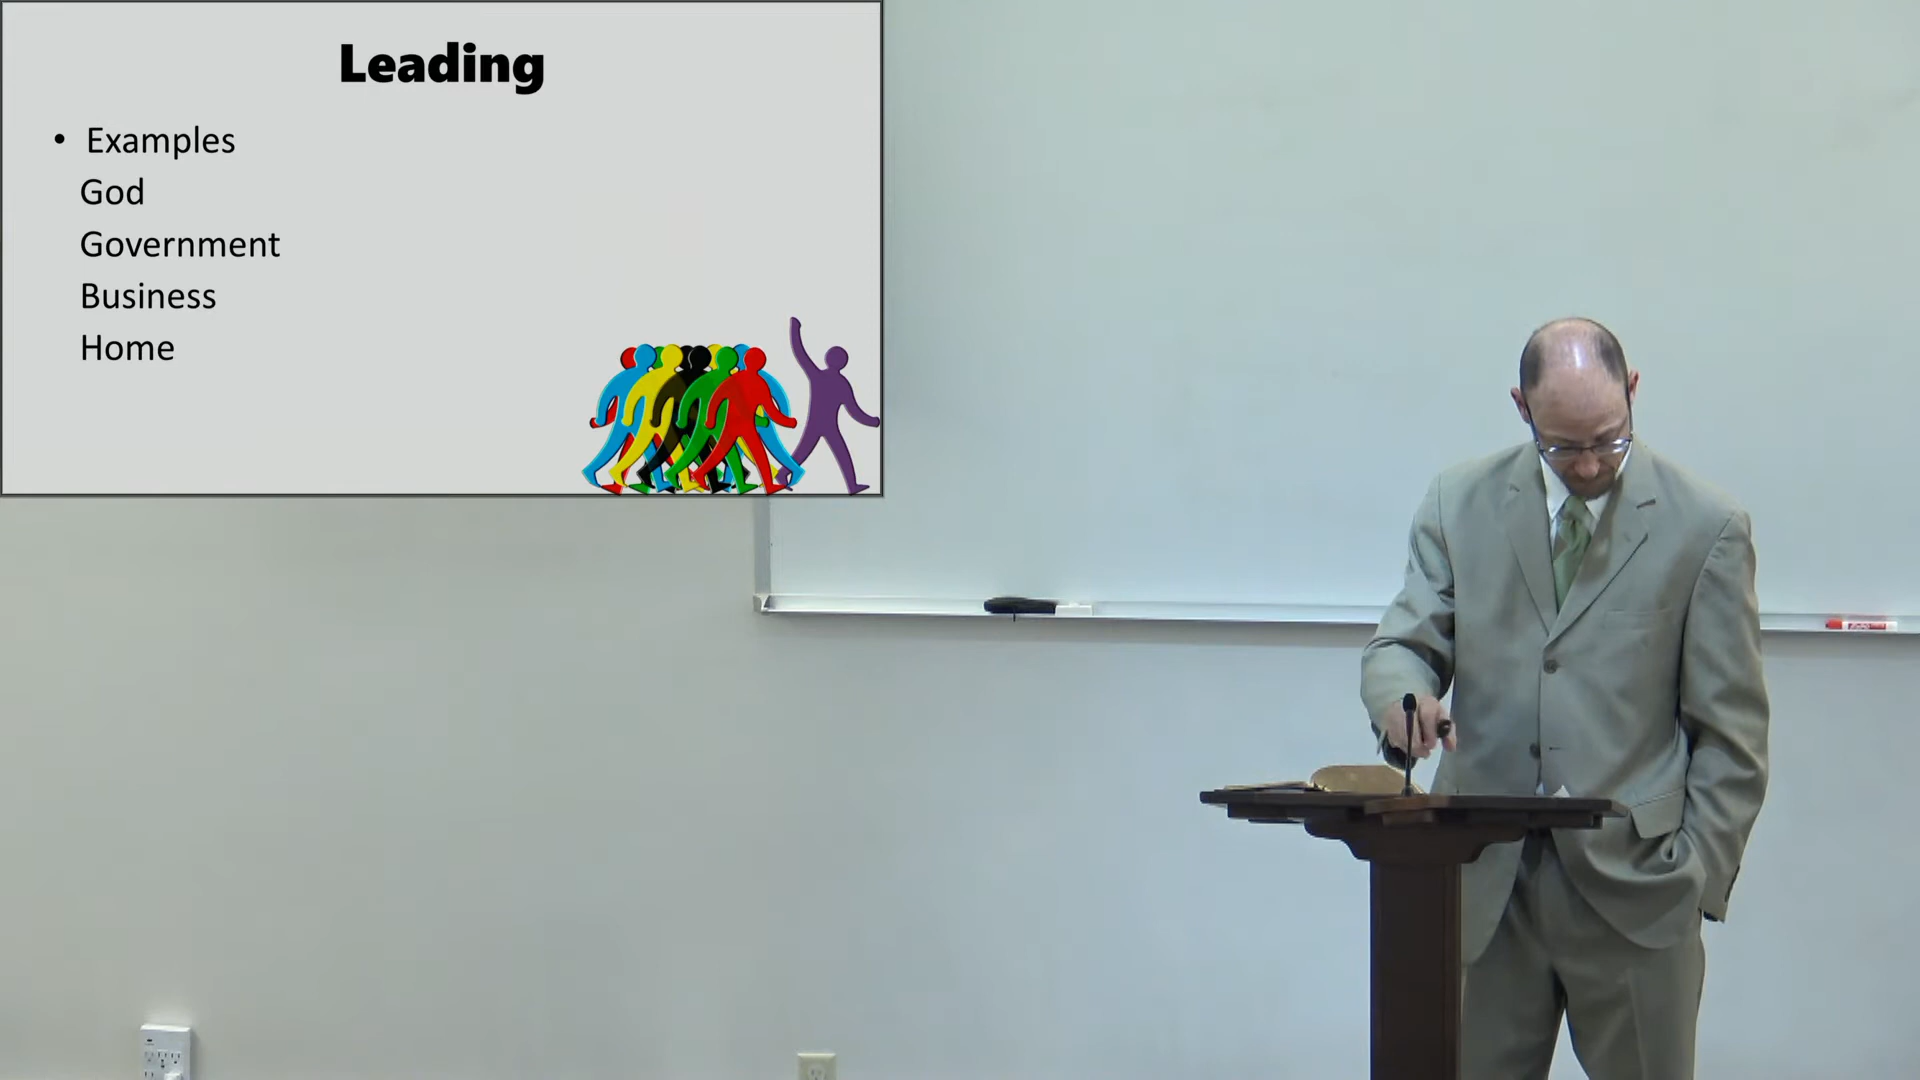 Leading
• Examples
God
Government
Business
Home